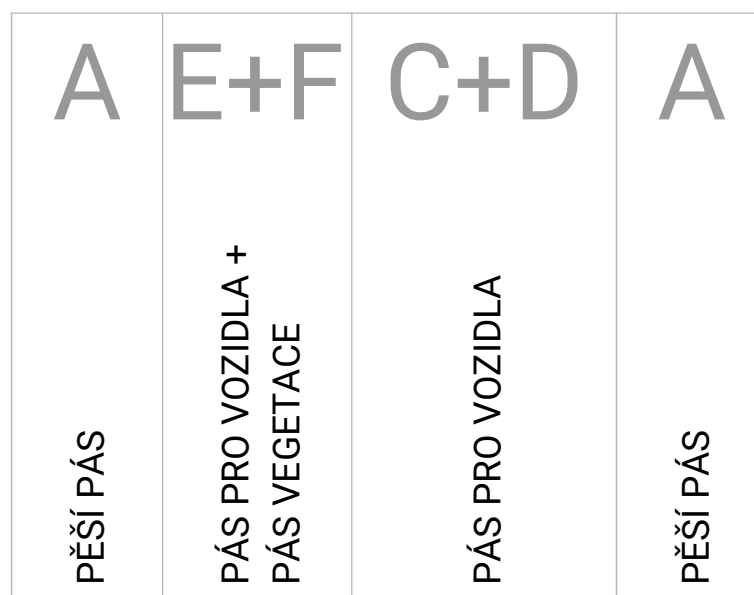 A
E+F
C+D
A
PĚŠÍ PÁS
PÁS PRO VOZIDLA +
PÁS VEGETACE
PÁS PRO VOZIDLA
PĚŠÍ PÁS